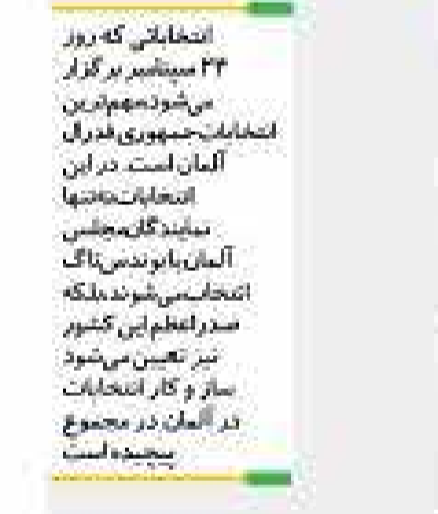 انتخاباتی که روز
۲۴ سپتامبر برگزار
می‌شود مهم‌ترین
انتخابات جمهوری فدرال
آلمان است. در این
انتخابات نه تنها
نمایندگان مجلس
آلمان یا بوندس تاگ
انتخاب می‌شوند بلکه
صدراعظم این کشور
نیز تعیین می‌شود
ساز و کار انتخابات
در آلمان در مجموع
پیچیده است